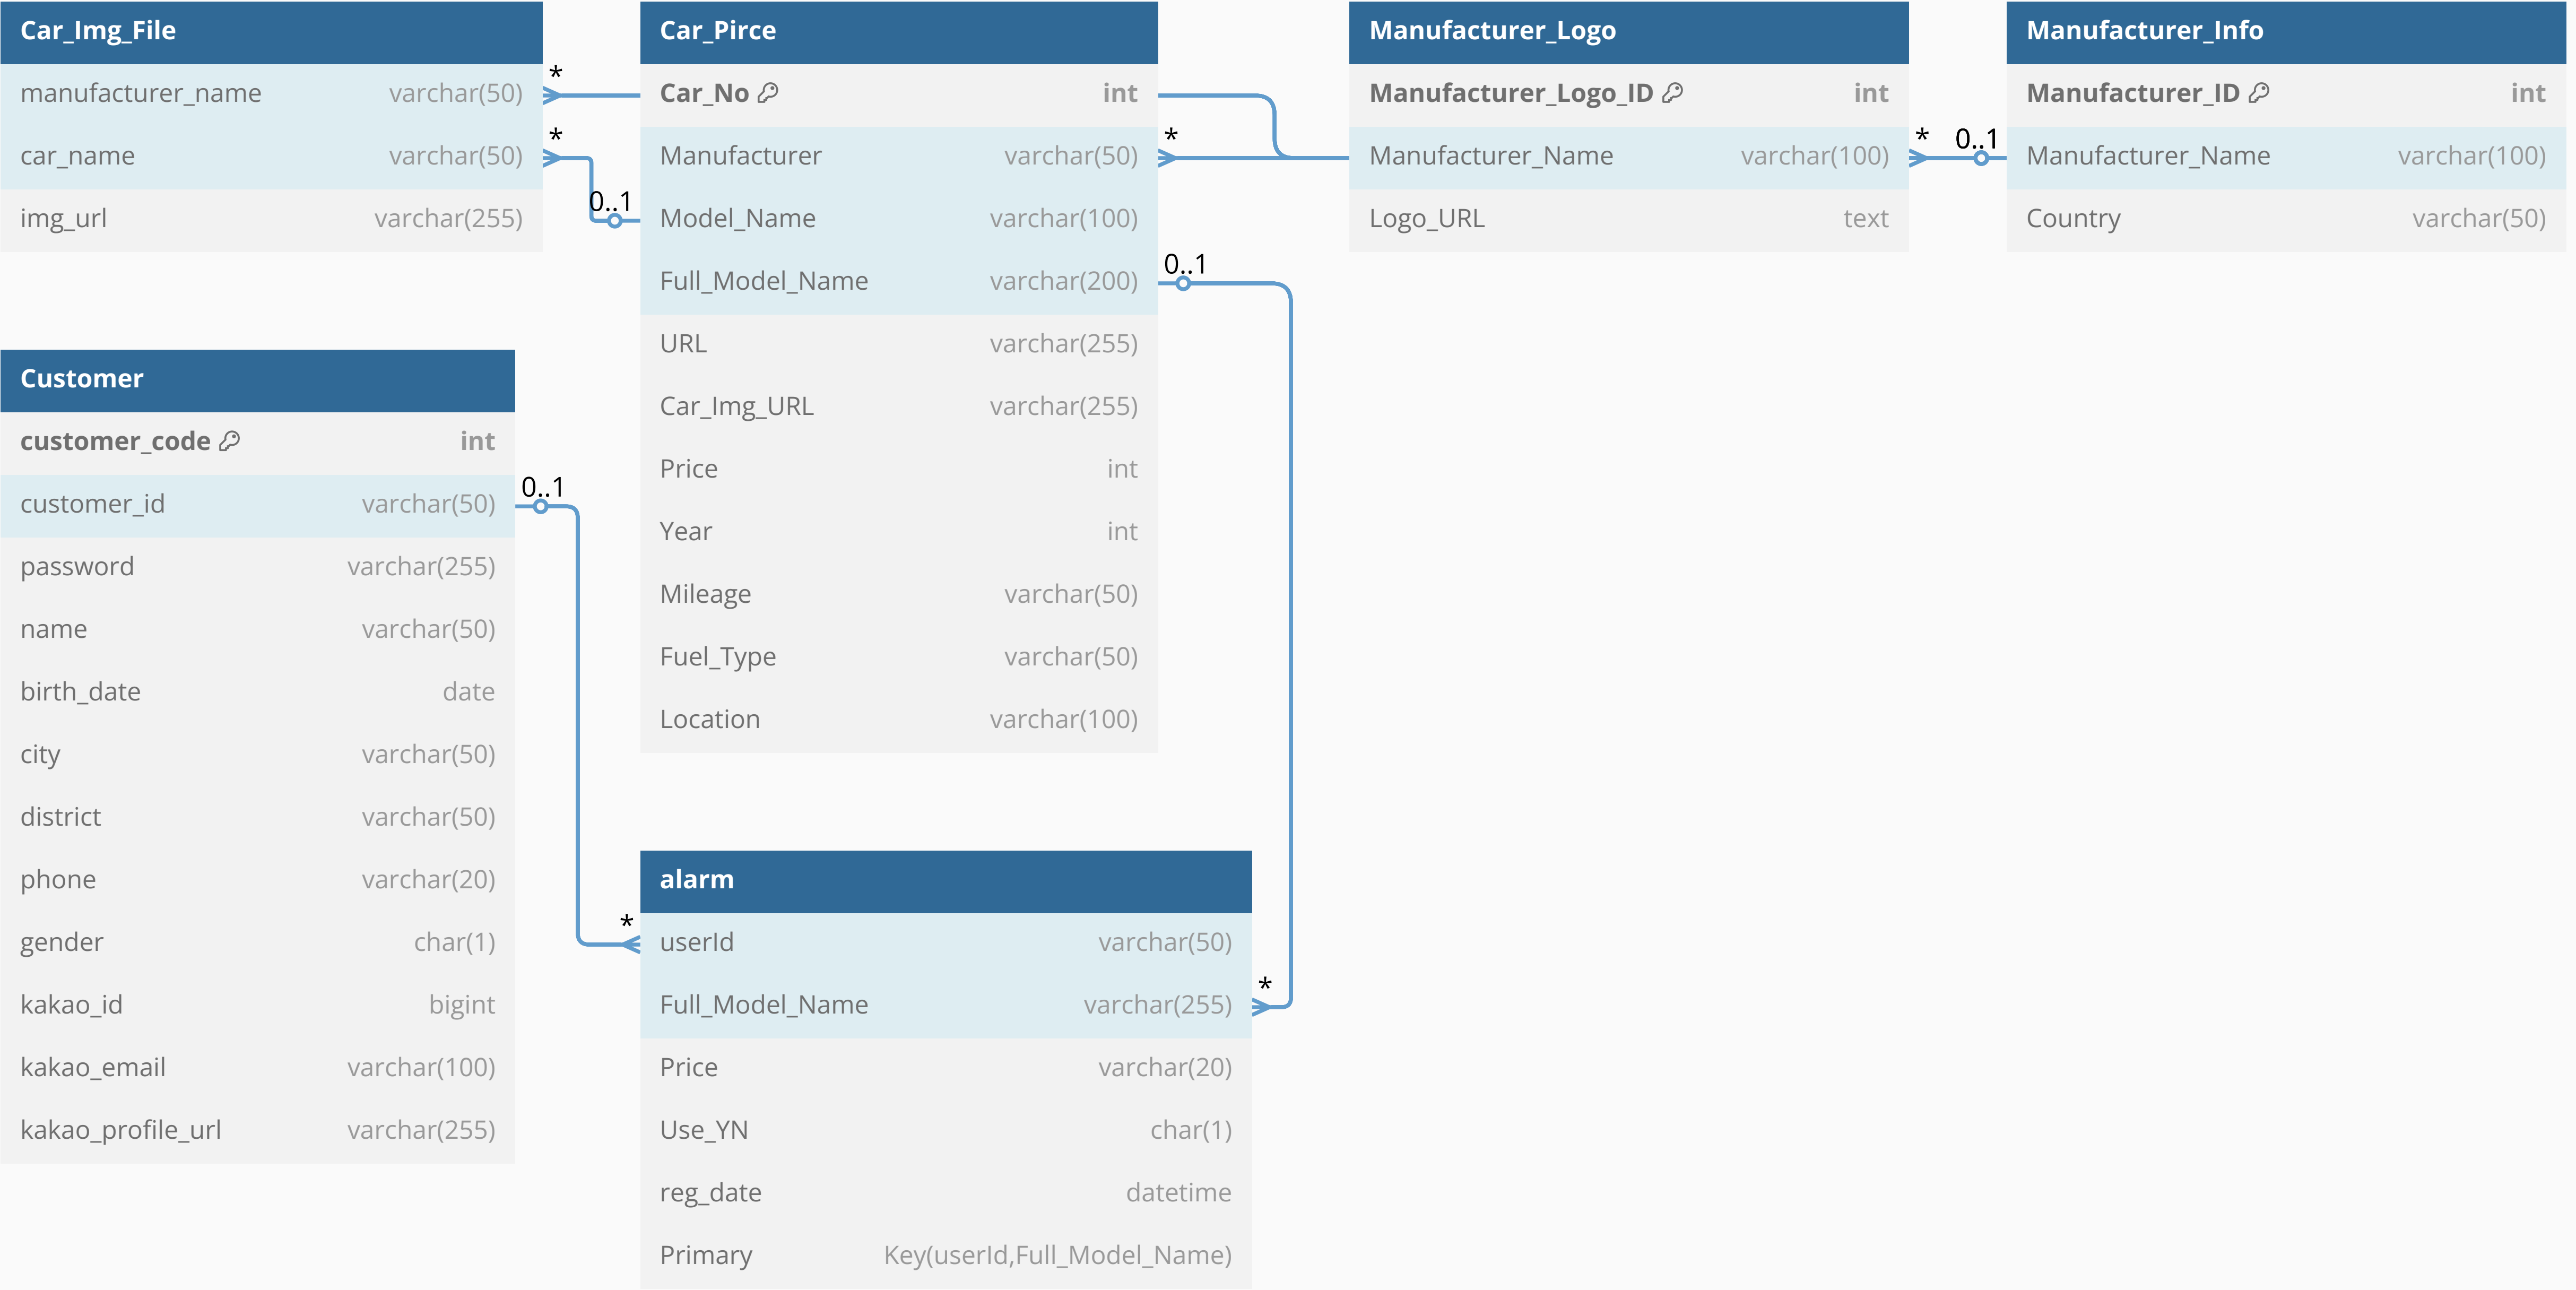 Car_Img_File
manufacturer_name varchar(50)
car_name varchar(50)
img_url varchar(255)
*
*
0..1
Car_Pirce
Car_No int
Manufacturer varchar(50)
Model_Name varchar(100)
Full_Model_Name varchar(200)
URL varchar(255)
Car_Img_URL varchar(255)
Price int
Year int
Mileage varchar(50)
Fuel_Type varchar(50)
Location varchar(100)
*
0..1
Manufacturer_Logo
Manufacturer_Logo_ID int
Manufacturer_Name varchar(100)
Logo_URL text
* 0..1
Manufacturer_Info
Manufacturer_ID int
Manufacturer_Name varchar(100)
Country varchar(50)
Customer
customer_code int
customer_id varchar(50)
password varchar(255)
name varchar(50)
birth_date date
city varchar(50)
district varchar(50)
phone varchar(20)
gender char(1)
kakao_id bigint
kakao_email varchar(100)
kakao_profile_url varchar(255)
0..1
*
alarm
userId varchar(50)
Full_Model_Name varchar(255)
Price varchar(20)
Use_YN char(1)
reg_date datetime
Primary Key(userId,Full_Model_Name)
*